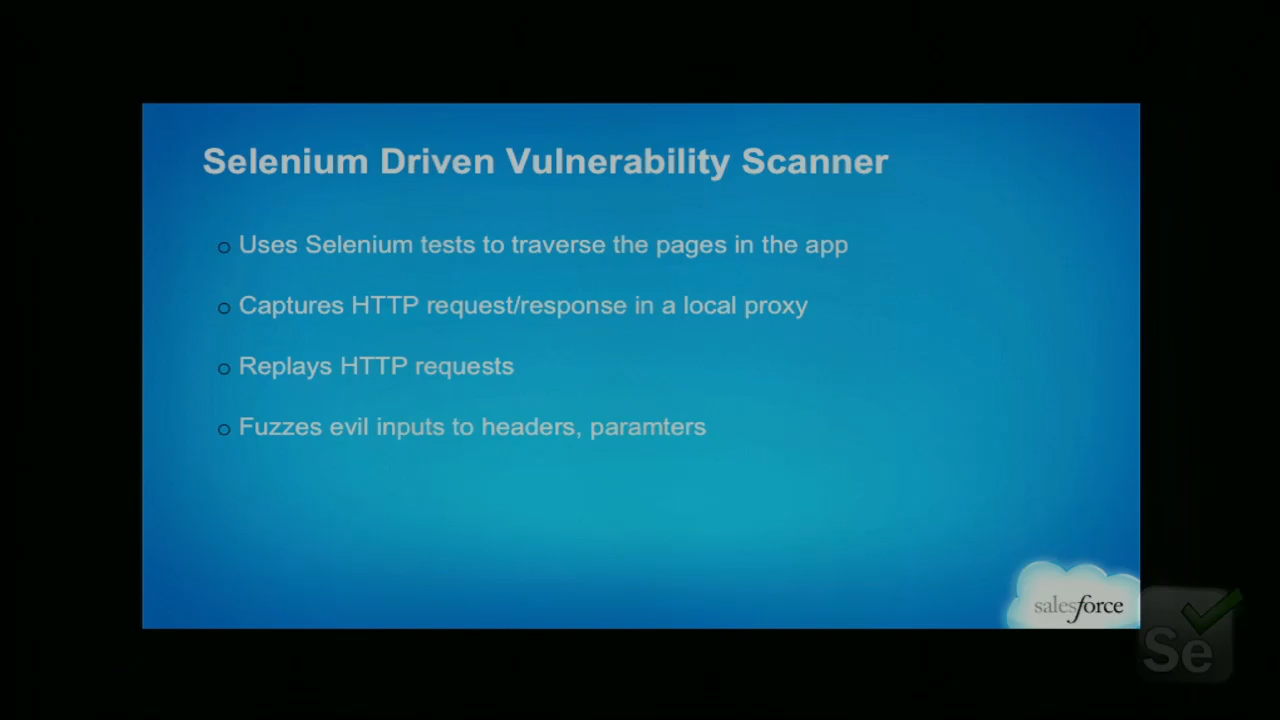 Selenium Driven Vulnerability Scanner
Uses Selenium tests to traverse the pages in the app
Captures HTTP request/response in a local proxy
Replays HTTP requests
Fuzzes evil inputs to headers, paramters
salesforce
Se